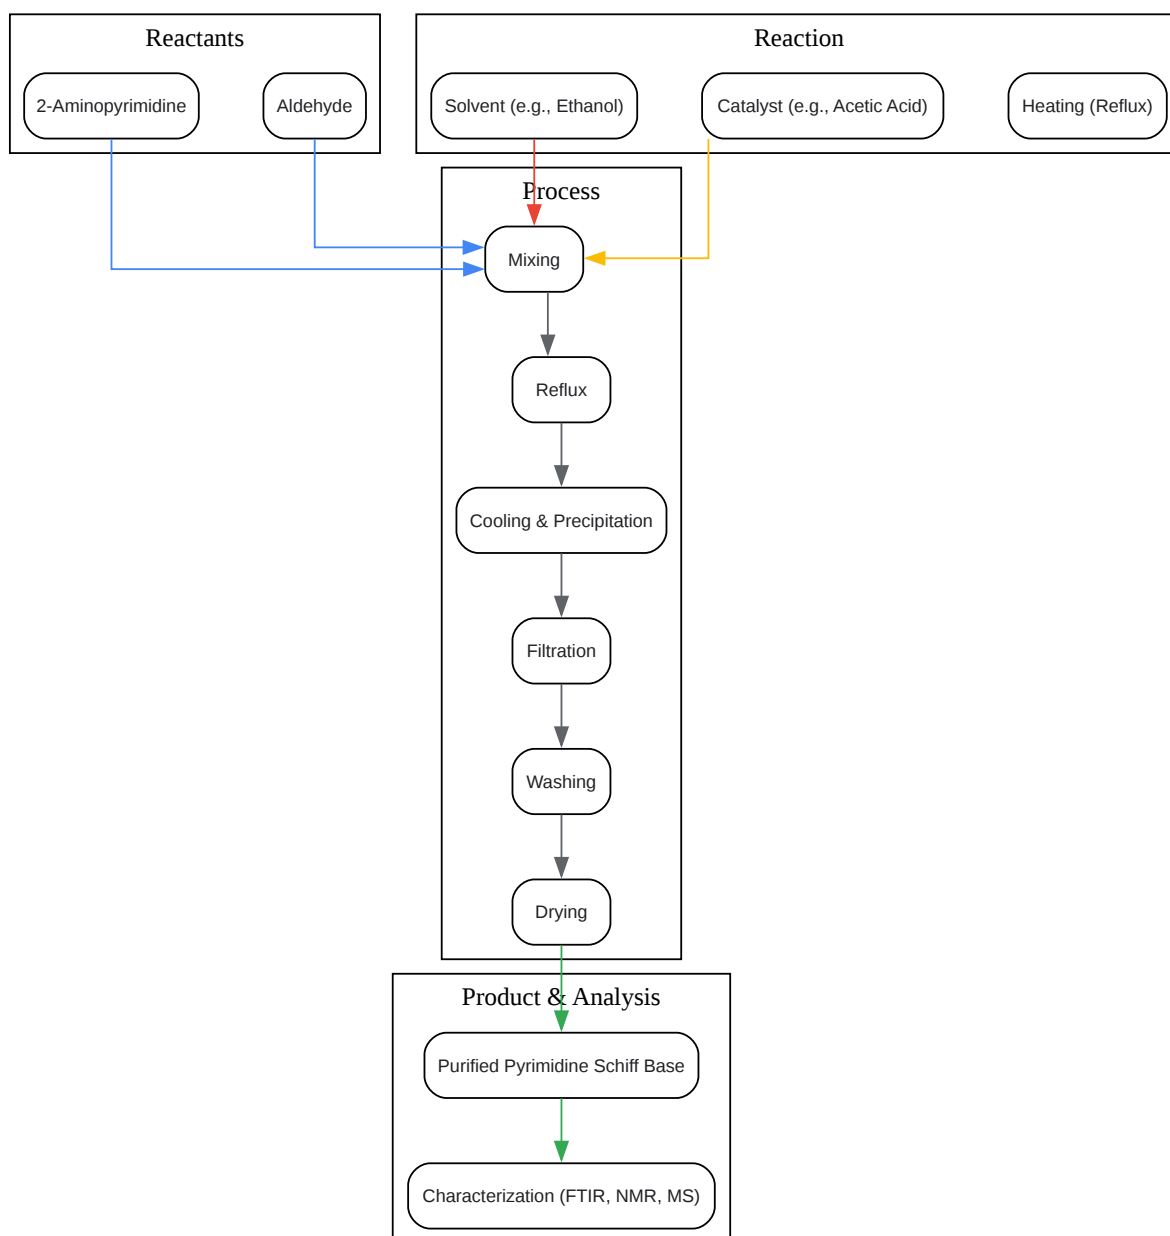 Reactants
Reaction
2-Aminopyrimidine
Aldehyde
Solvent (e.g., Ethanol)
Catalyst (e.g., Acetic Acid)
Heating (Reflux)
Process
Mixing
Reflux
Cooling & Precipitation
Filtration
Washing
Drying
Product & Analysis
Purified Pyrimidine Schiff Base
Characterization (FTIR, NMR, MS)